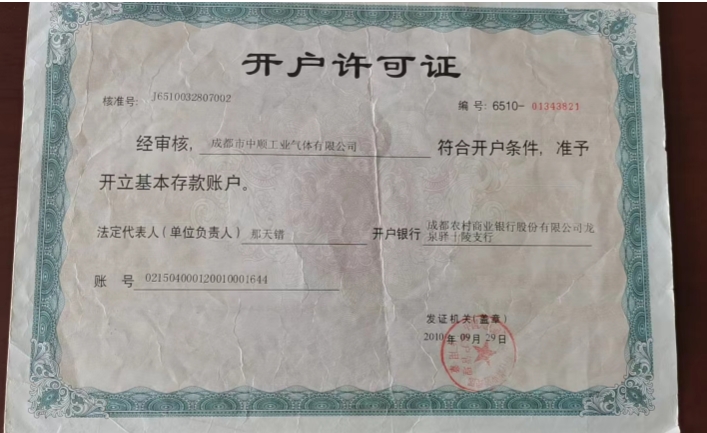 开户许可证
核准号: J6510032807002 编号: 6510-01343821
经审核, 成都市中顺工业气体有限公司 符合开户条件, 准予
开立基本存款账户。
法定代表人(单位负责人) 那天错 开户银行 成都农村商业银行股份有限公司龙
泉驿十陵支行
账号 021504000120010001644
发证机关(盖章)
2010年09月29日